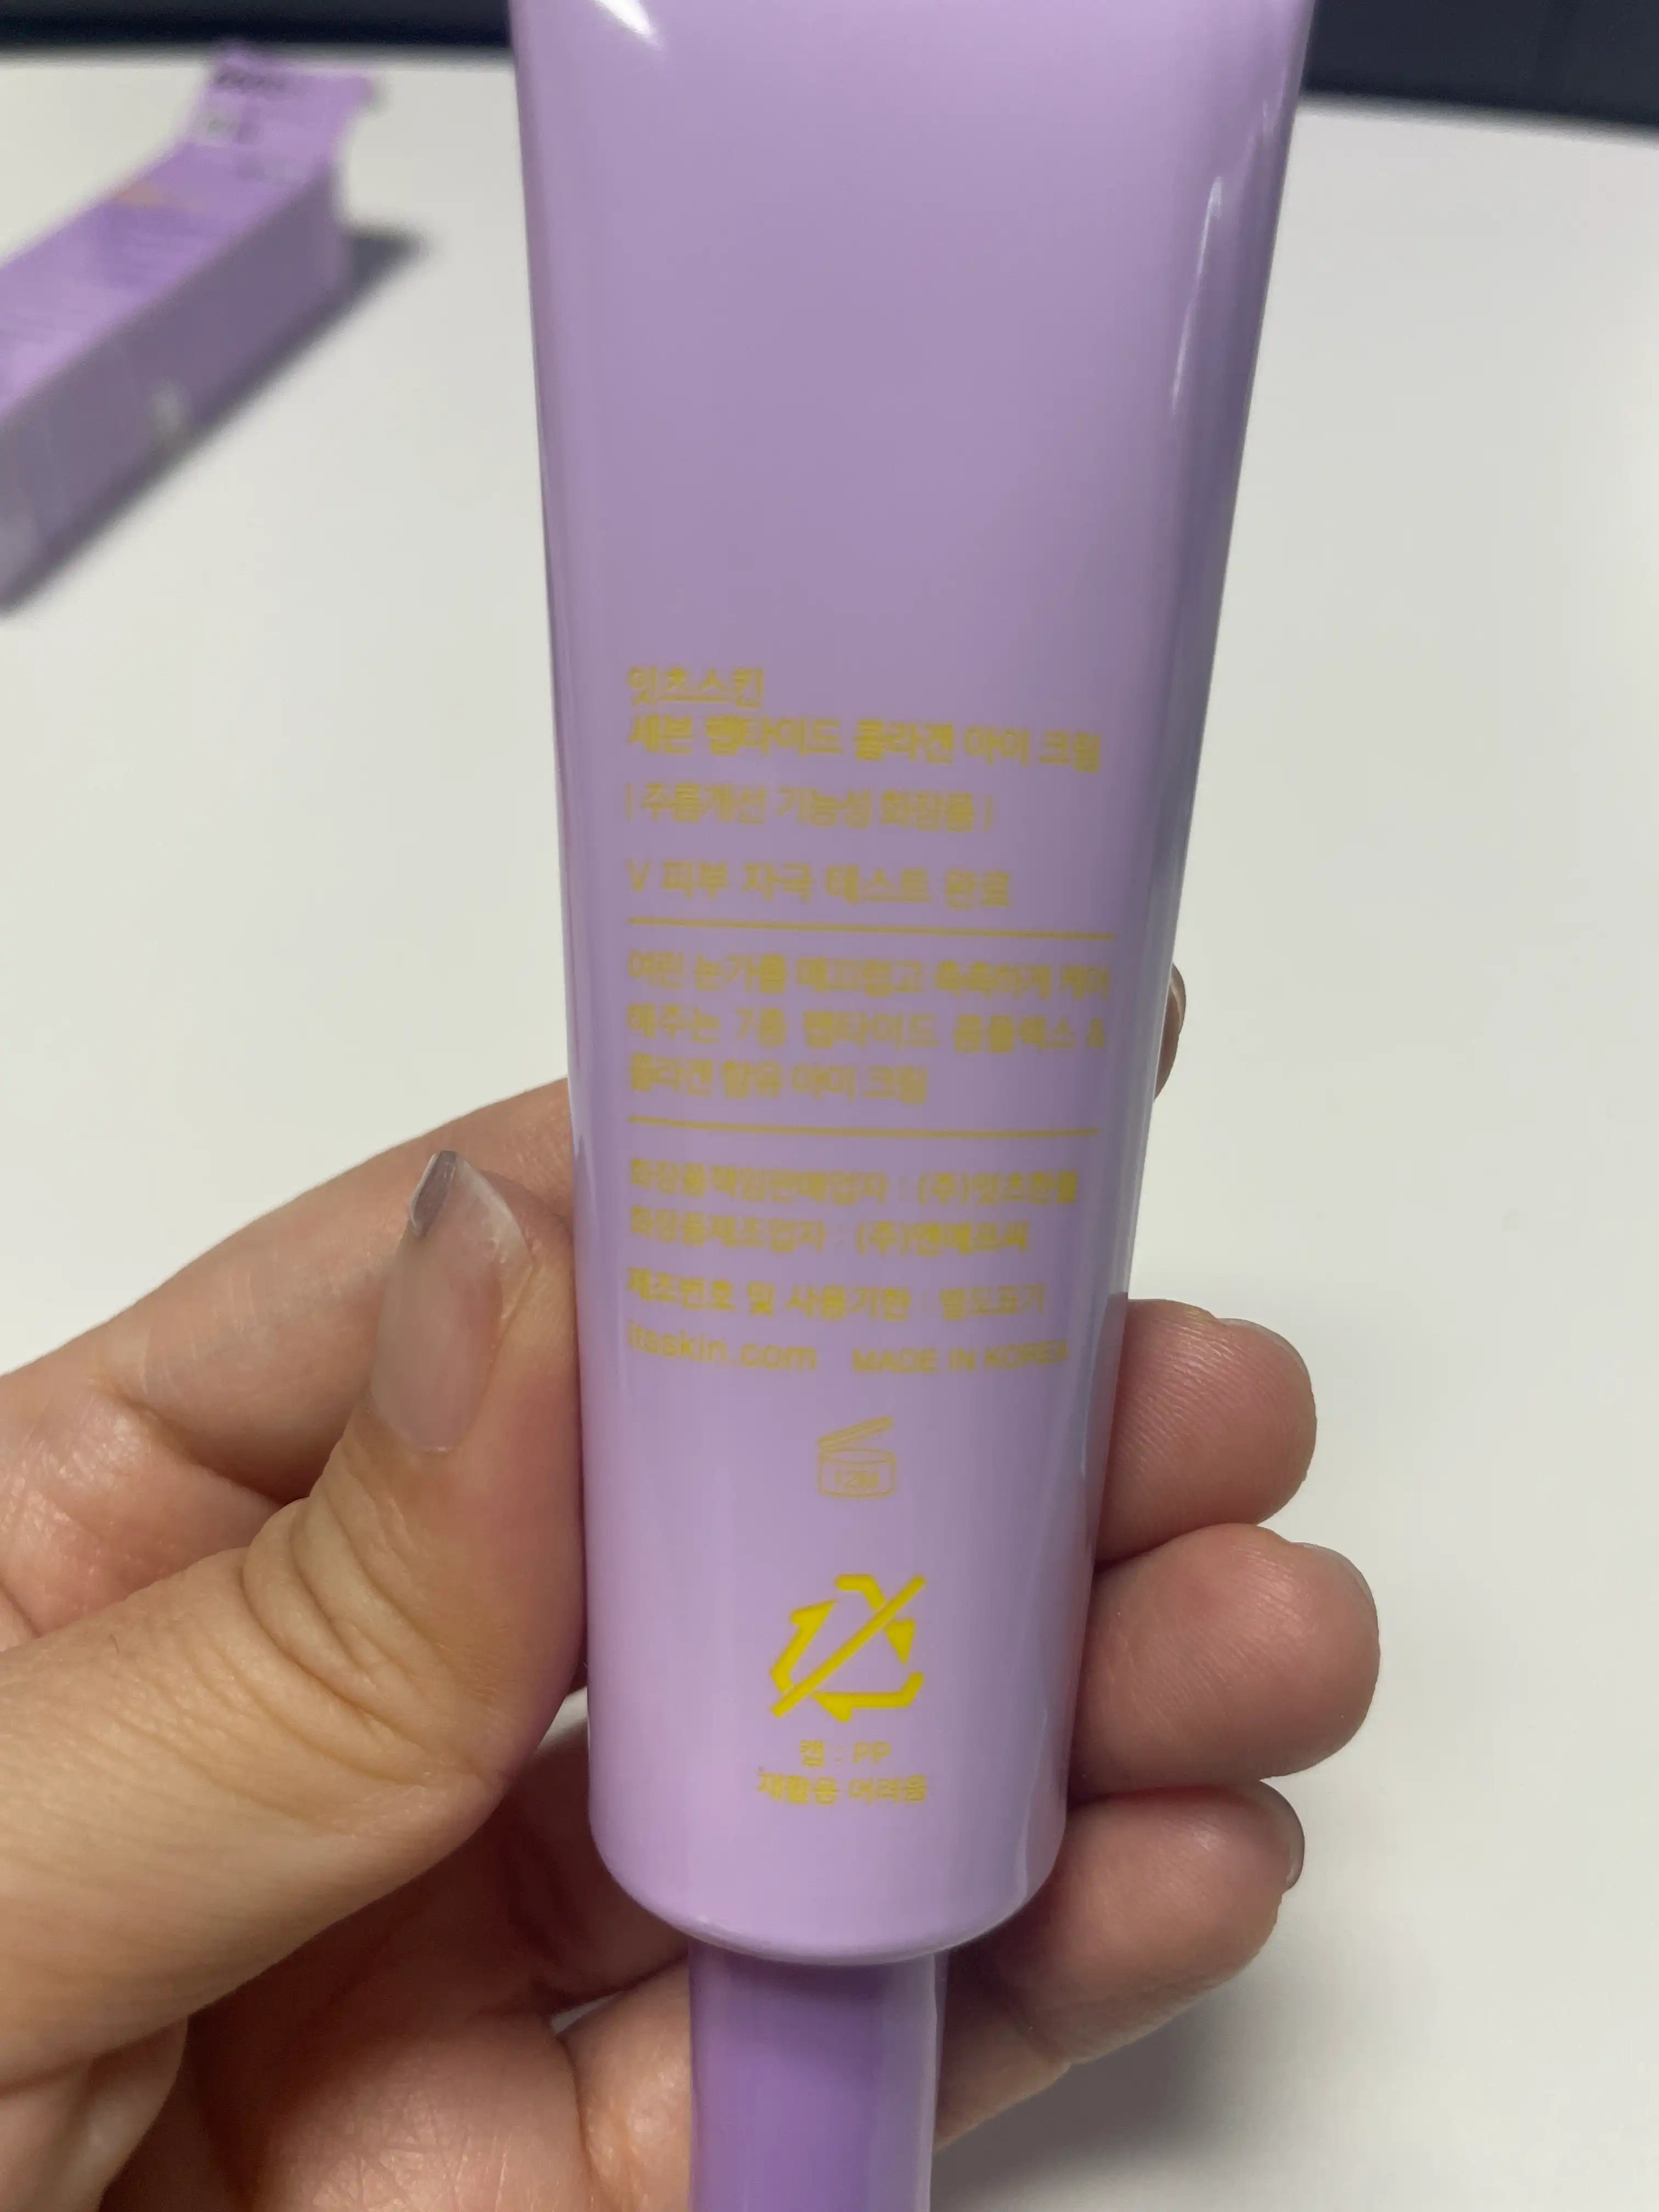 잇츠스킨
세븐 펩타이드 콜라겐 아이 크림
| 주름개선 기능성 화장품 |
V 피부 자극 테스트 완료
여린 눈가를 매끄럽고 촉촉하게 케어
해주는 7종 펩타이드 콤플렉스 &
콜라겐 함유 아이 크림
화장품책임판매업자 : (주)잇츠한불
화장품제조업자 : (주)엔에프씨
제조번호 및 사용기한 : 별도표기
itsskin.com MADE IN KOREA
12M
캡 : PP
재활용 어려움